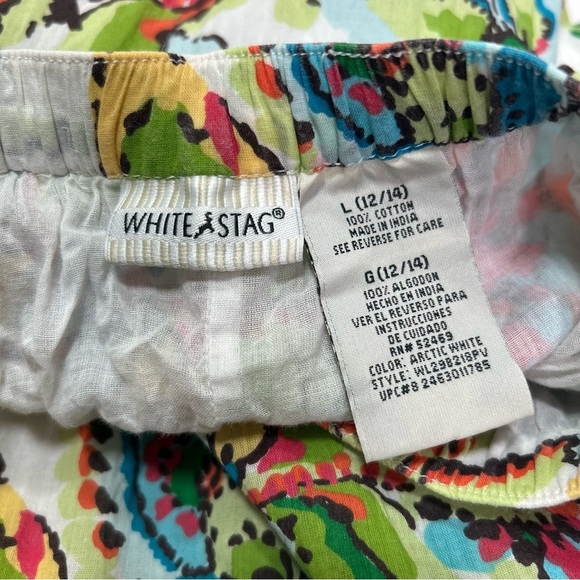 WHITE STAG®
L (12/14)
100% COTTON
MADE IN INDIA
SEE REVERSE FOR CARE
G (12/14)
100% ALGODON
HECHO EN INDIA
VER EL REVERSO PARA
INSTRUCCIONES
DE CUIDADO
RN# 52469
COLOR: ARCTIC WHITE
STYLE: WL298218PV
UPC#8 2463011785